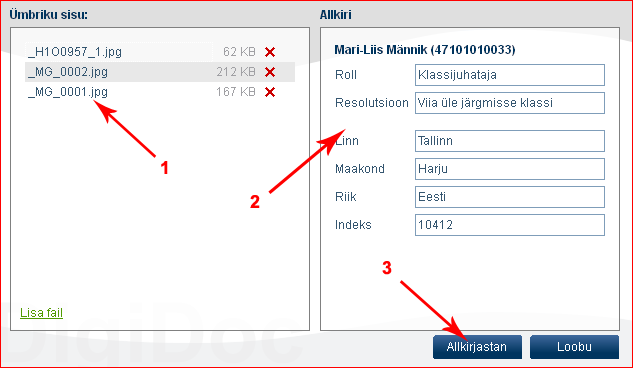 Ümbriku sisu:
_H1O0957_1.jpg 62 KB
_MG_0002.jpg 212 KB
_MG_0001.jpg 167 KB
1
Lisa fail
Allkiri
Mari-Liis Männik (47101010033)
Roll Klassijuhataja
Resolutsioon Viia üle järgmisse klassi
2
Linn Tallinn
Maakond Harju
Riik Eesti
Indeks 10412
3
Allkirjastan Loobu
DigiDoc